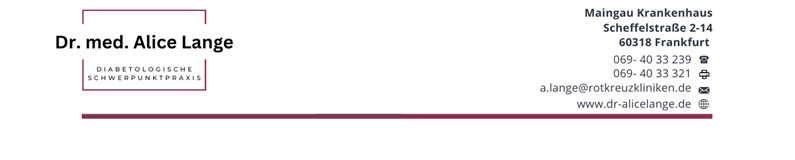 Dr. med. Alice Lange
DIABETOLOGISCHE
SCHWERPUNKTPRAXIS
Maingau Krankenhaus
Scheffelstraße 2-14
60318 Frankfurt
069- 40 33 239
069- 40 33 321
a.lange@rotkreuzkliniken.de
www.dr-alicelange.de